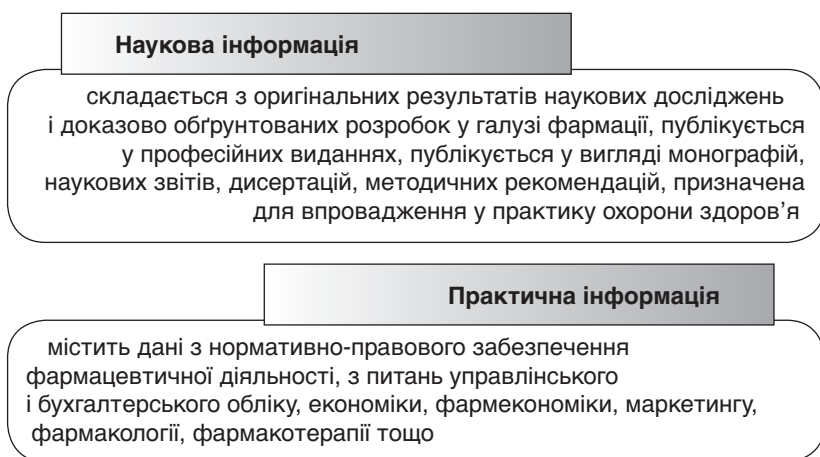 Наукова інформація
складається з оригінальних результатів наукових досліджень
і доказово обґрунтованих розробок у галузі фармації, публікується
у професійних виданнях, публікується у вигляді монографій,
наукових звітів, дисертацій, методичних рекомендацій, призначена
для впровадження у практику охорони здоров’я
Практична інформація
містить дані з нормативно-правового забезпечення
фармацевтичної діяльності, з питань управлінського
і бухгалтерського обліку, економіки, фармекономіки, маркетингу,
фармакології, фармакотерапії тощо